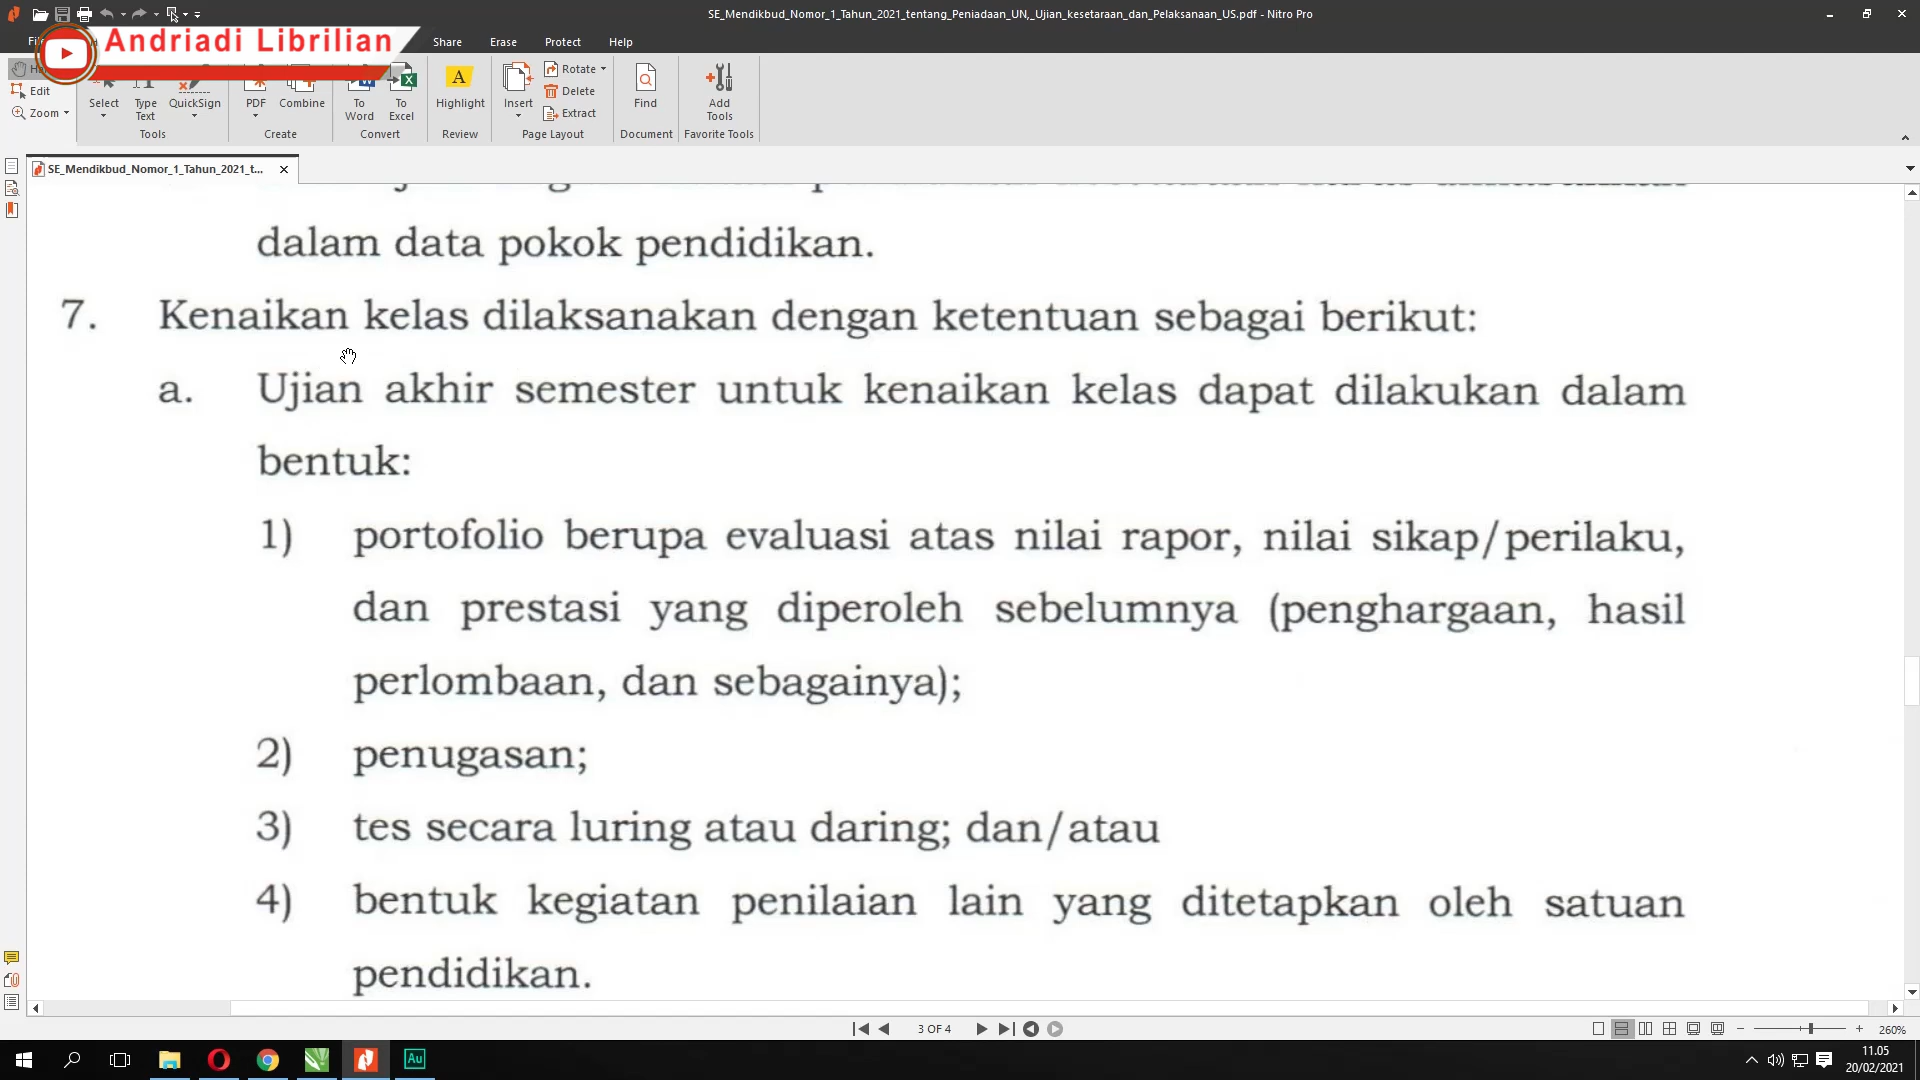 SE_Mendikbud_Nomor_1_Tahun_2021_tentang_Peniadaan_UN,_Ujian_kesetaraan_dan_Pelaksanaan_US.pdf - Nitro Pro
Andriadi Librilian
Share Erase Protect Help
Edit
Zoom
Select
Type Text
QuickSign
Tools
PDF
Combine
Create
To Word
To Excel
Convert
Highlight
Review
Insert
Rotate
Delete
Extract
Page Layout
Find
Document
Add Tools
Favorite Tools
SE_Mendikbud_Nomor_1_Tahun_2021_t...
dalam data pokok pendidikan.
7. Kenaikan kelas dilaksanakan dengan ketentuan sebagai berikut:
a. Ujian akhir semester untuk kenaikan kelas dapat dilakukan dalam
bentuk:
1) portofolio berupa evaluasi atas nilai rapor, nilai sikap/perilaku,
dan prestasi yang diperoleh sebelumnya (penghargaan, hasil
perlombaan, dan sebagainya);
2) penugasan;
3) tes secara luring atau daring; dan/atau
4) bentuk kegiatan penilaian lain yang ditetapkan oleh satuan
pendidikan.
3 OF 4
260%
Au
11.05
20/02/2021